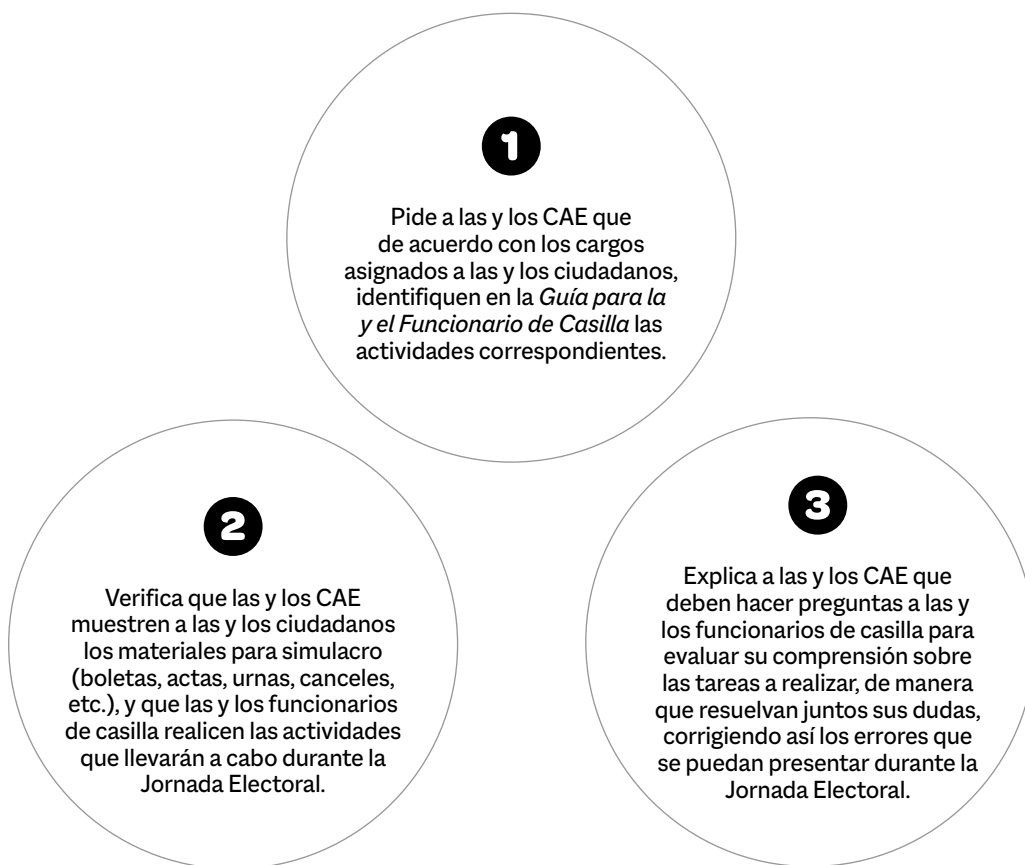 1
Pide a las y los CAE que
de acuerdo con los cargos
asignados a las y los ciudadanos,
identifiquen en la Guía para la
y el Funcionario de Casilla las
actividades correspondientes.
2
Verifica que las y los CAE
muestren a las y los ciudadanos
los materiales para simulacro
(boletas, actas, urnas, canceles,
etc.), y que las y los funcionarios
de casilla realicen las actividades
que llevarán a cabo durante la
Jornada Electoral.
3
Explica a las y los CAE que
deben hacer preguntas a las y
los funcionarios de casilla para
evaluar su comprensión sobre
las tareas a realizar, de manera
que resuelvan juntos sus dudas,
corrigiendo así los errores que
se puedan presentar durante la
Jornada Electoral.